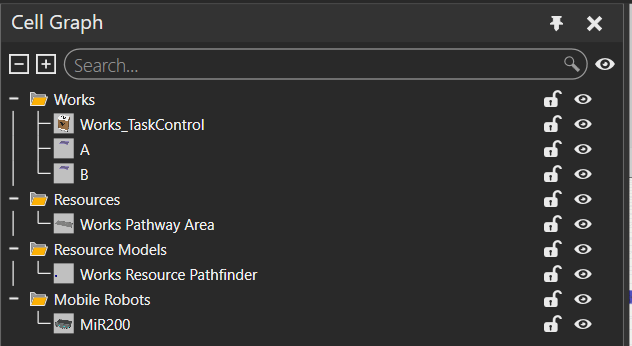 Cell Graph
Search...
Works
Works_TaskControl
A
B
Resources
Works Pathway Area
Resource Models
Works Resource Pathfinder
Mobile Robots
MiR200